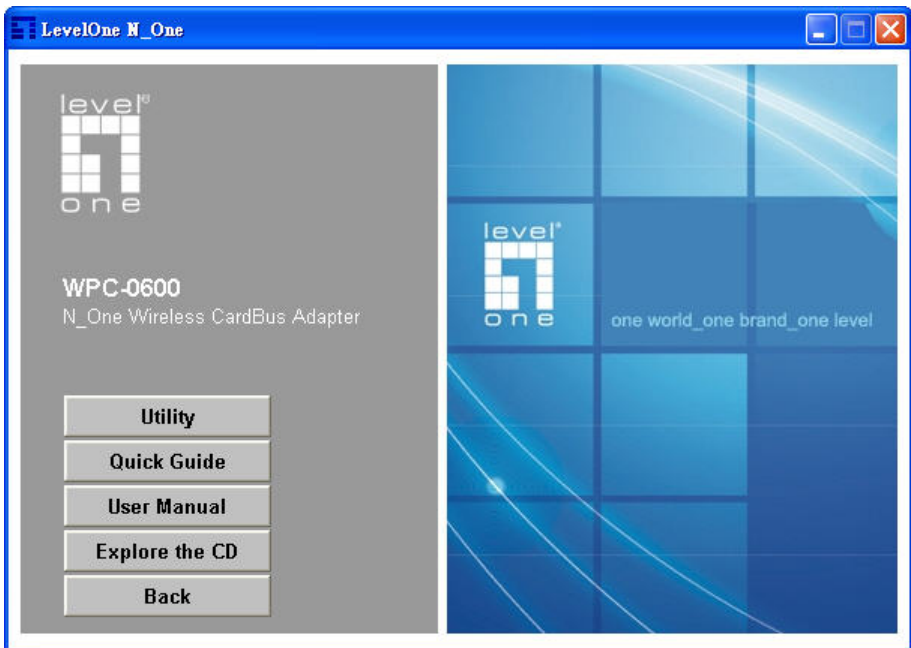 LevelOne N_One
level®
one
WPC-0600
N_One Wireless CardBus Adapter
Utility
Quick Guide
User Manual
Explore the CD
Back
level®
one
one world_one brand_one level